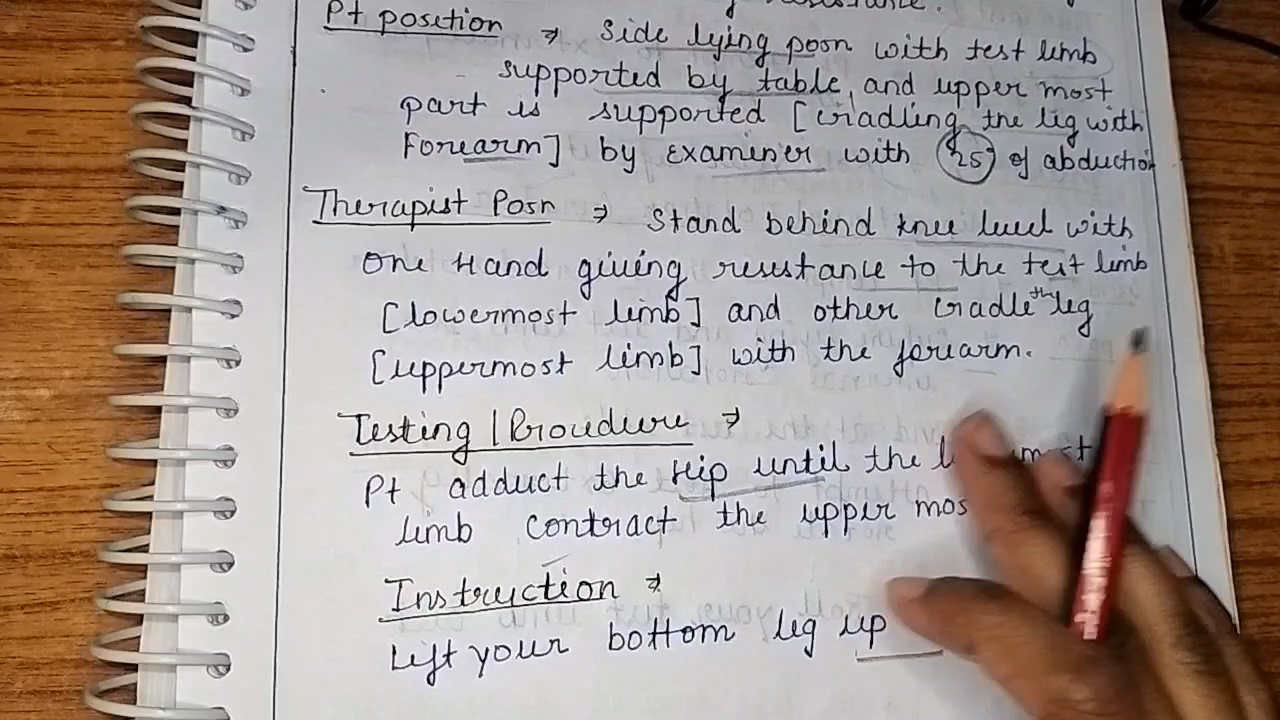 Pt position ⇒ Side lying posn with test limb
supported by table, and upper most
part is supported [cradling the leg with
Forearm] by examiner with 25 of abduction
Therapist Posn ⇒ Stand behind knee level with
one Hand giving resistance to the test limb
[lowermost limb] and other cradle the leg
[uppermost limb] with the forearm.
Testing / Procedure ⇒
Pt adduct the Hip until the
limb contract the upper
Instruction ⇒
Left your bottom leg up